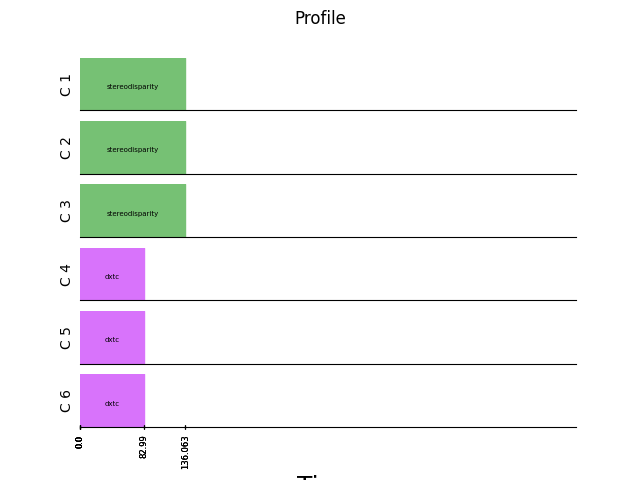 Profile
C 1
stereodisparity
C 2
stereodisparity
C 3
stereodisparity
C 4
dxtc
C 5
dxtc
C 6
dxtc
0.0
82.99
136.063